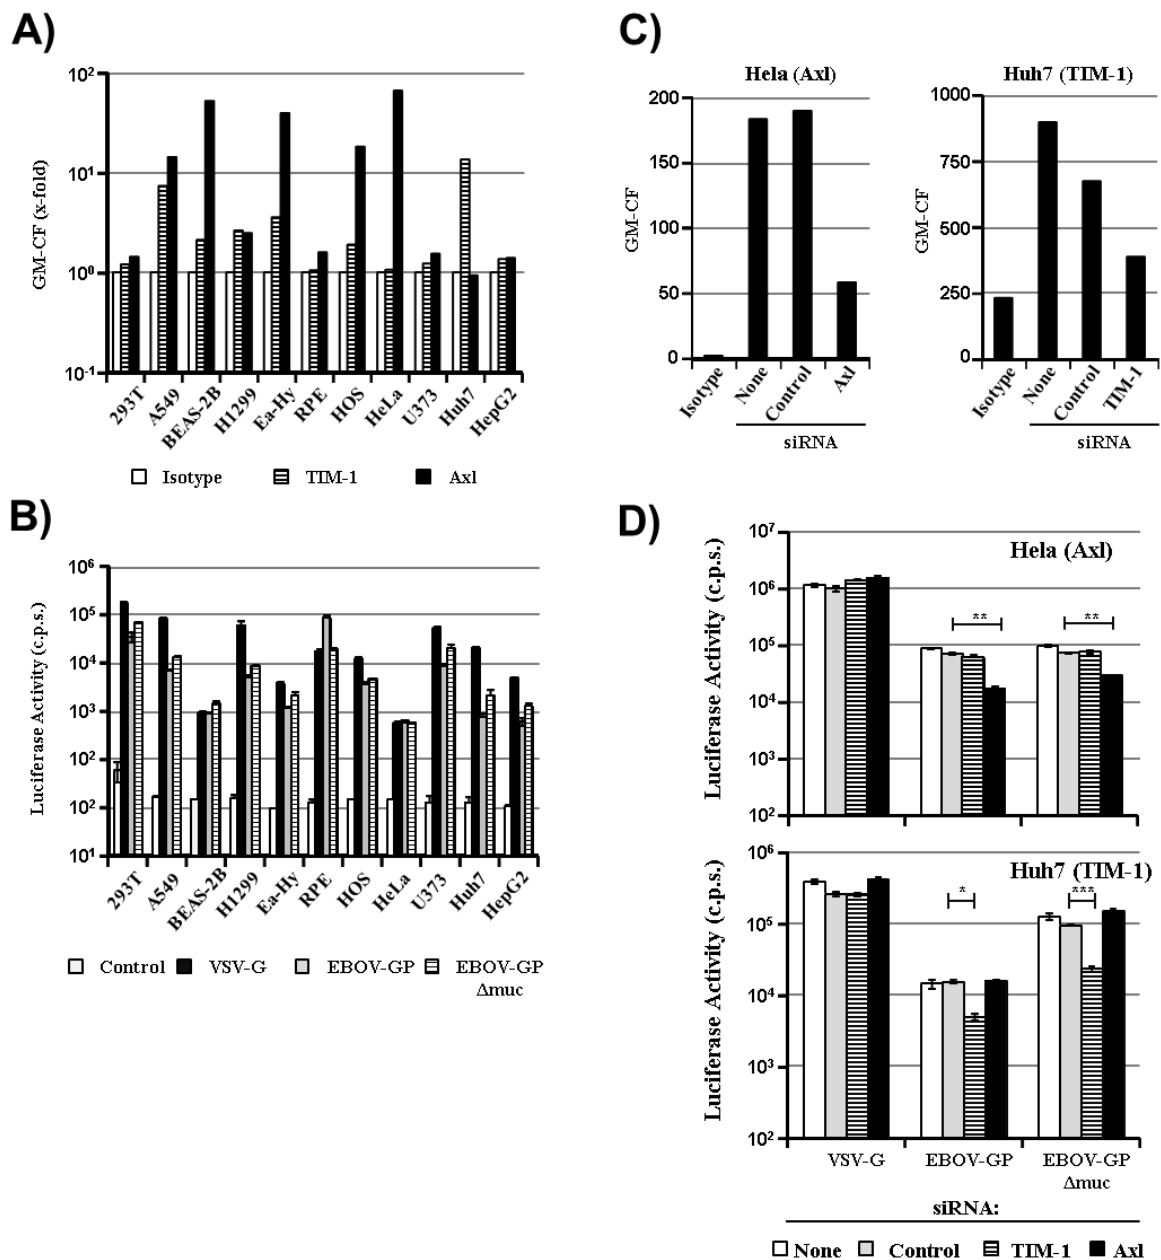 A)
10²
10¹
10⁰
10⁻¹
GM-CF (x-fold)
293T
A549
BEAS-2B
H1299
Ea-Hy
RPE
HOS
HeLa
U373
Huh7
HepG2
Isotype
TIM-1
Axl
B)
10⁶
10⁵
10⁴
10³
10²
10²
10¹
Luciferase Activity (c.p.s.)
293T
A549
BEAS-2B
H1299
Ea-Hy
RPE
HOS
HeLa
U373
Huh7
HepG2
Control
VSV-G
EBOV-GP
EBOV-GP
Δmuc
C)
Hela (Axl)
200
150
100
50
0
GM-CF
Isotype
None
Control
Axl
siRNA
Huh7 (TIM-1)
1000
750
500
250
0
GM-CF
Isotype
None
Control
TIM-1
siRNA
D)
Hela (Axl)
10⁷
10⁶
10⁵
10⁴
10³
10²
Luciferase Activity (c.p.s.)
**
**
Huh7 (TIM-1)
10⁶
10⁵
10⁴
10³
10²
Luciferase Activity (c.p.s.)
*
***
VSV-G
EBOV-GP
EBOV-GP
Δmuc
siRNA:
None
Control
TIM-1
Axl